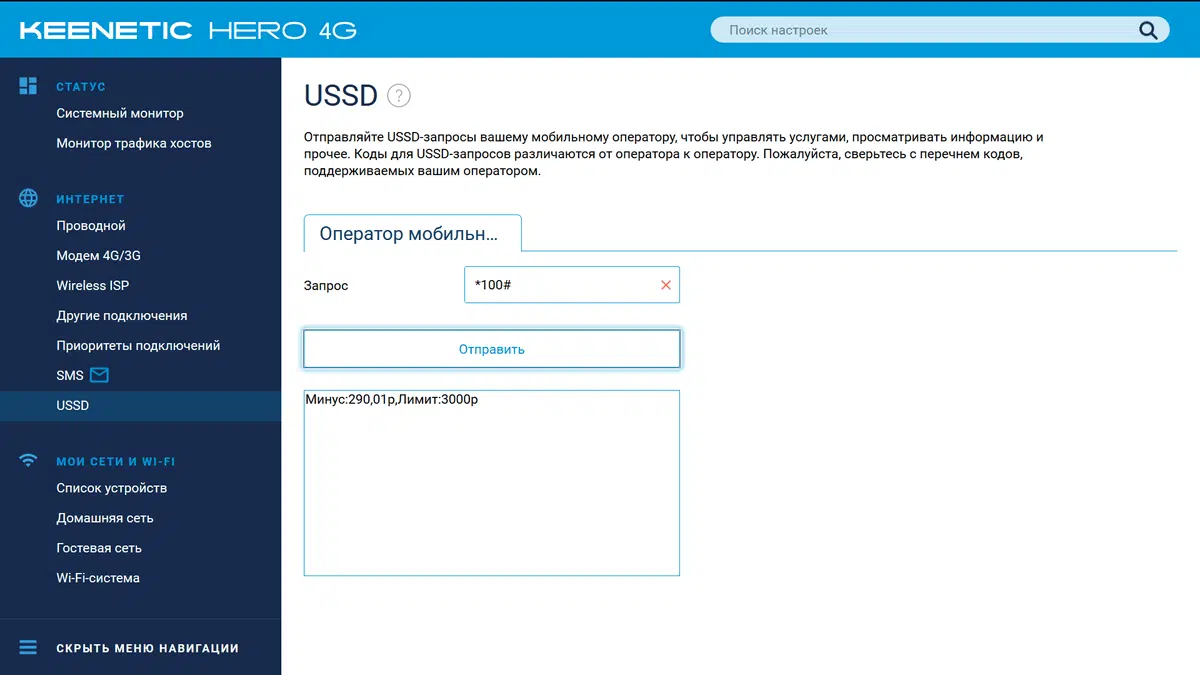 KEENETIC HERO 4G
Поиск настроек
СТАТУС
Системный монитор
Монитор трафика хостов
ИНТЕРНЕТ
Проводной
Модем 4G/3G
Wireless ISP
Другие подключения
Приоритеты подключений
SMS
USSD
МОИ СЕТИ И WI-FI
Список устройств
Домашняя сеть
Гостевая сеть
Wi-Fi-система
СКРЫТЬ МЕНЮ НАВИГАЦИИ
USSD ?
Отправляйте USSD-запросы вашему мобильному оператору, чтобы управлять услугами, просматривать информацию и
прочее. Коды для USSD-запросов различаются от оператора к оператору. Пожалуйста, сверьтесь с перечнем кодов,
поддерживаемых вашим оператором.
Оператор мобильн...
Запрос
*100#
Отправить
Минус:290,01р,Лимит:3000р